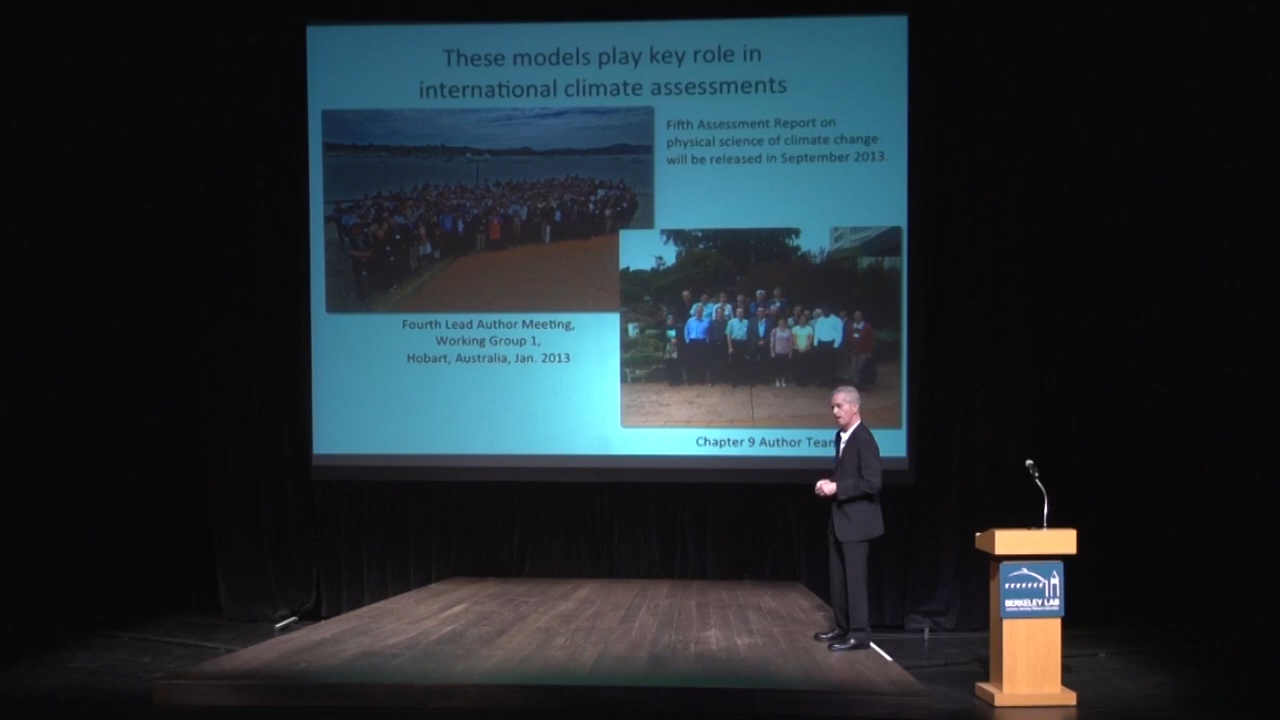 These models play key role in
international climate assessments
Fifth Assessment Report on
physical science of climate change
will be released in September 2013.
Fourth Lead Author Meeting,
Working Group 1,
Hobart, Australia, Jan. 2013
Chapter 9 Author Team
BERKELEY LAB